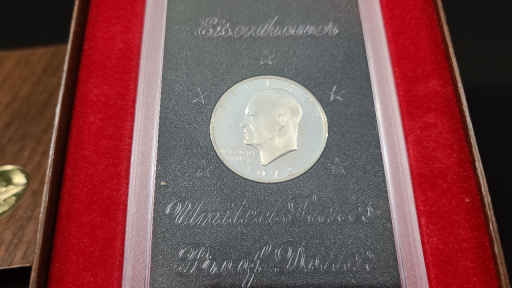 Eisenhower
United States
Proof Dollar